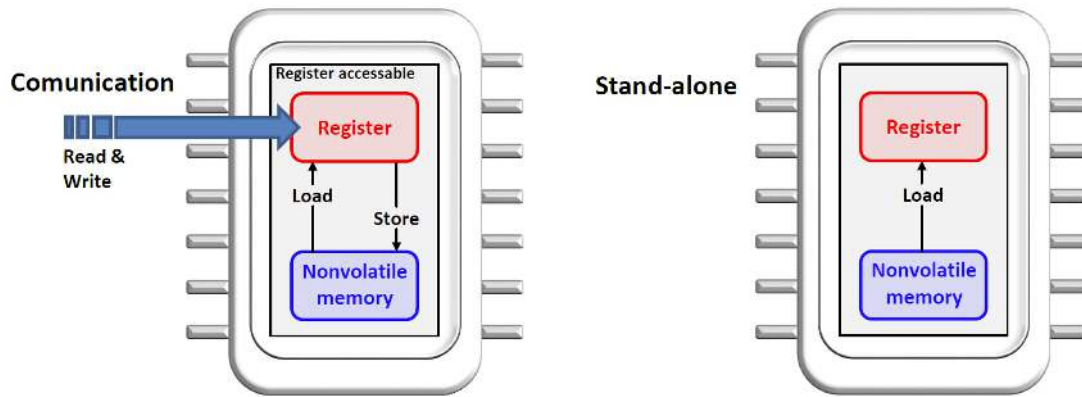 Comunication
Read &
Write
Register accessable
Register
Load
Store
Nonvolatile
memory
Stand-alone
Register
Load
Nonvolatile
memory